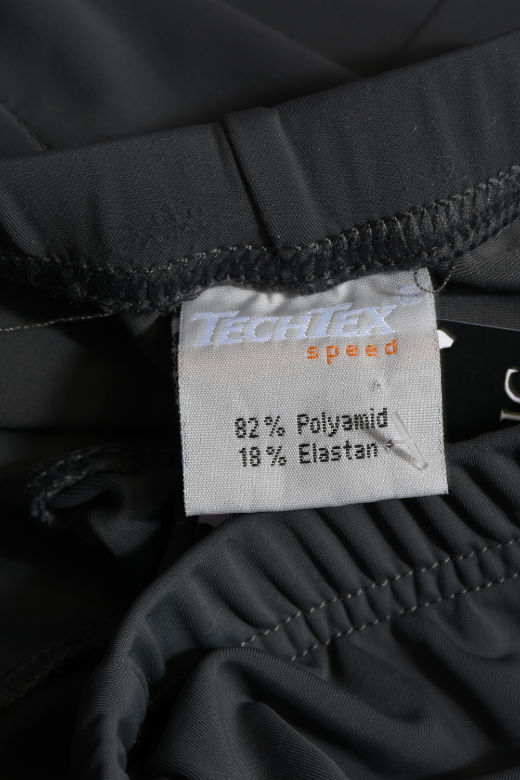 TECHTEX
speed
82% Polyamid
18% Elastan